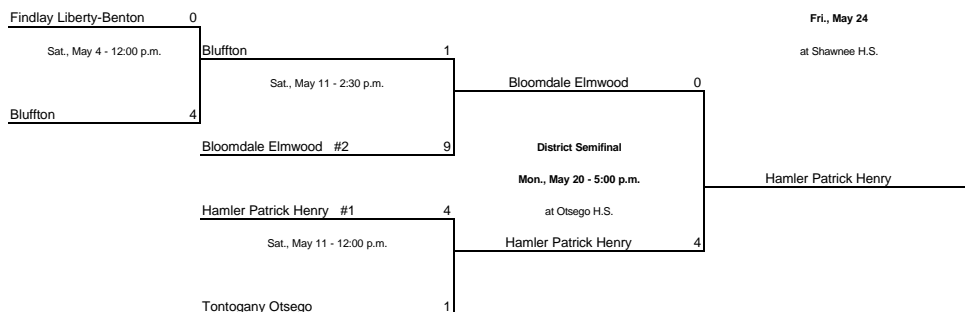 Findlay Liberty-Benton 0
Fri., May 24
Sat., May 4 - 12:00 p.m.
Bluffton 1
at Shawnee H.S.
Sat., May 11 - 2:30 p.m.
Bloomdale Elmwood 0
Bluffton 4
Bloomdale Elmwood #2 9
District Semifinal
Mon., May 20 - 5:00 p.m.
Hamler Patrick Henry
Hamler Patrick Henry #1 4
at Otsego H.S.
Sat., May 11 - 12:00 p.m.
Hamler Patrick Henry 4
Tontogany Otsego 1